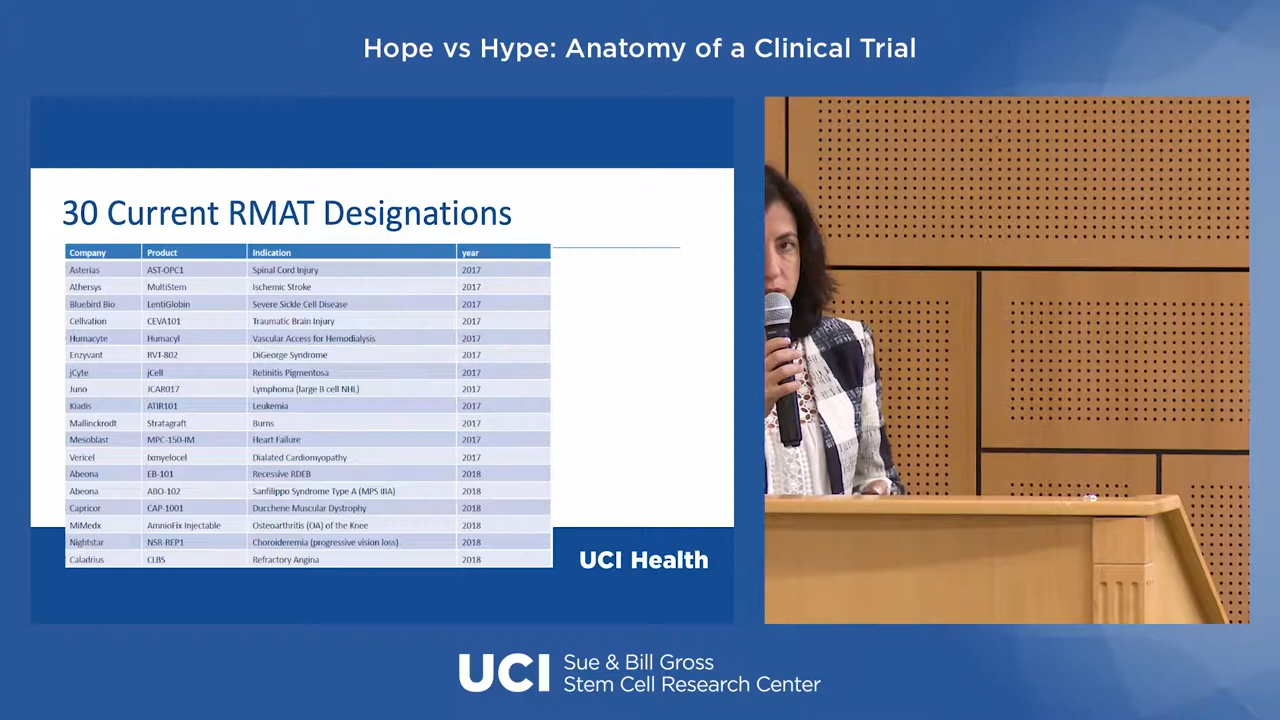 Hope vs Hype: Anatomy of a Clinical Trial
30 Current RMAT Designations
Company Product Indication year
Asterias AST-OPC1 Spinal Cord Injury 2017
Athersys MultiStem Ischemic Stroke 2017
Bluebird Bio LentiGlobin Severe Sickle Cell Disease 2017
Cellvation CEVA101 Traumatic Brain Injury 2017
Humacyte Humacyl Vascular Access for Hemodialysis 2017
Enzyvant RVT-802 DiGeorge Syndrome 2017
jCyte jCell Retinitis Pigmentosa 2017
Juno JCAR017 Lymphoma (large B cell NHL) 2017
Kiadis ATIR101 Leukemia 2017
Mallinckrodt Stratagraft Burns 2017
Mesoblast MPC-150-IM Heart Failure 2017
Vericel Ixmyelocel Dialated Cardiomyopathy 2017
Abeona EB-101 Recessive RDEB 2018
Abeona ABO-102 Sanfilippo Syndrome Type A (MPS IIIA) 2018
Capricor CAP-1001 Ducchene Muscular Dystrophy 2018
MiMedx AmnioFix Injectable Osteoarthritis (OA) of the Knee 2018
Nightstar NSR-REP1 Choroideremia (progressive vision loss) 2018
Caladrius CLBS Refractory Angina 2018
UCI Health
UCI Sue & Bill Gross
Stem Cell Research Center